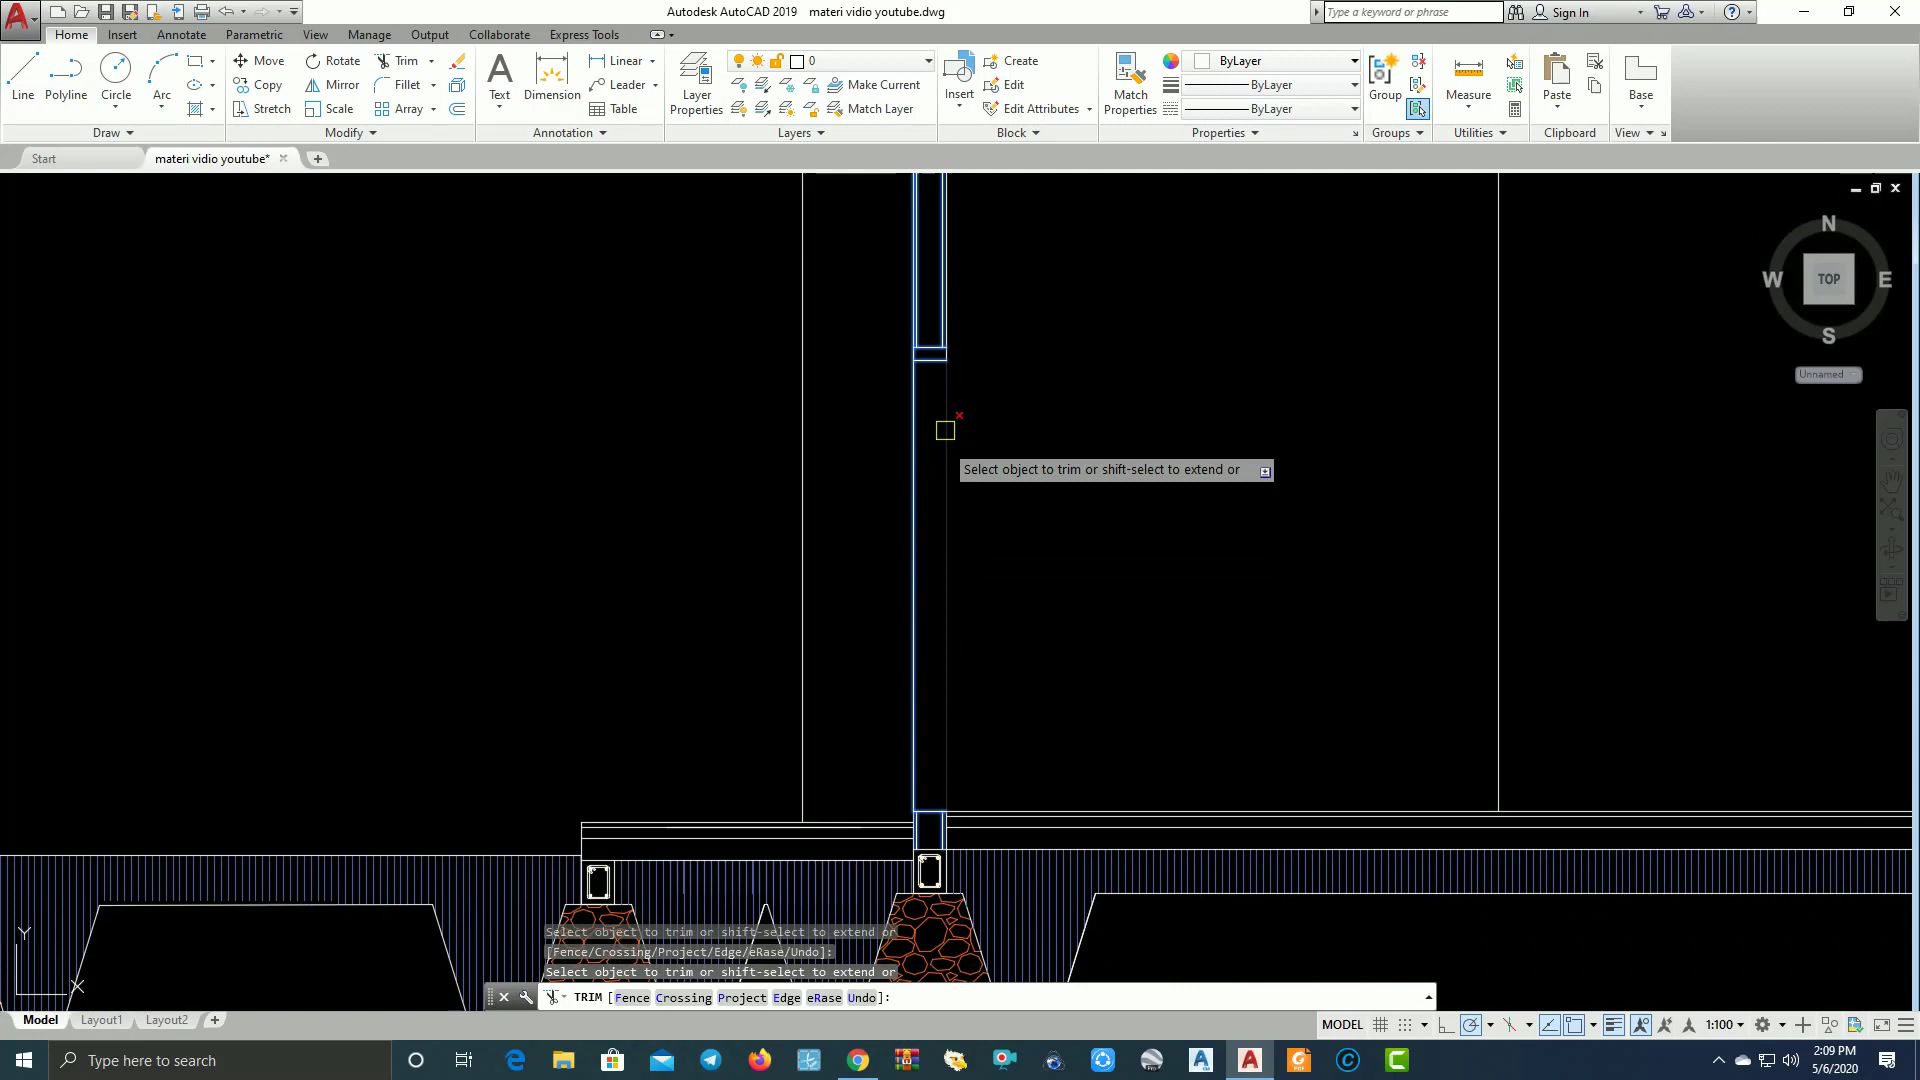 Autodesk AutoCAD 2019 materi vidio youtube.dwg
Type a keyword or phrase
Sign In
Home Insert Annotate Parametric View Manage Output Collaborate Express Tools
Line Polyline Circle Arc
Move Rotate Trim
Copy Mirror Fillet
Stretch Scale Array
Text Dimension
Linear
Leader
Table
Layer
Properties
0
Make Current
Match Layer
Insert
Create
Edit
Edit Attributes
Match
Properties
ByLayer
ByLayer
ByLayer
Group
Measure
Paste
Base
Draw Modify Annotation Layers Block Properties Groups Utilities Clipboard View
Start materi vidio youtube*
N
W TOP E
S
Unnamed
Select object to trim or shift-select to extend or
Y
X
Select object to trim or shift-select to extend or
[Fence/Crossing/Project/Edge/eRase/Undo]:
Select object to trim or shift-select to extend or
TRIM [Fence Crossing Project Edge eRase Undo]:
Model Layout1 Layout2
MODEL 1:100
Type here to search
2:09 PM
5/6/2020